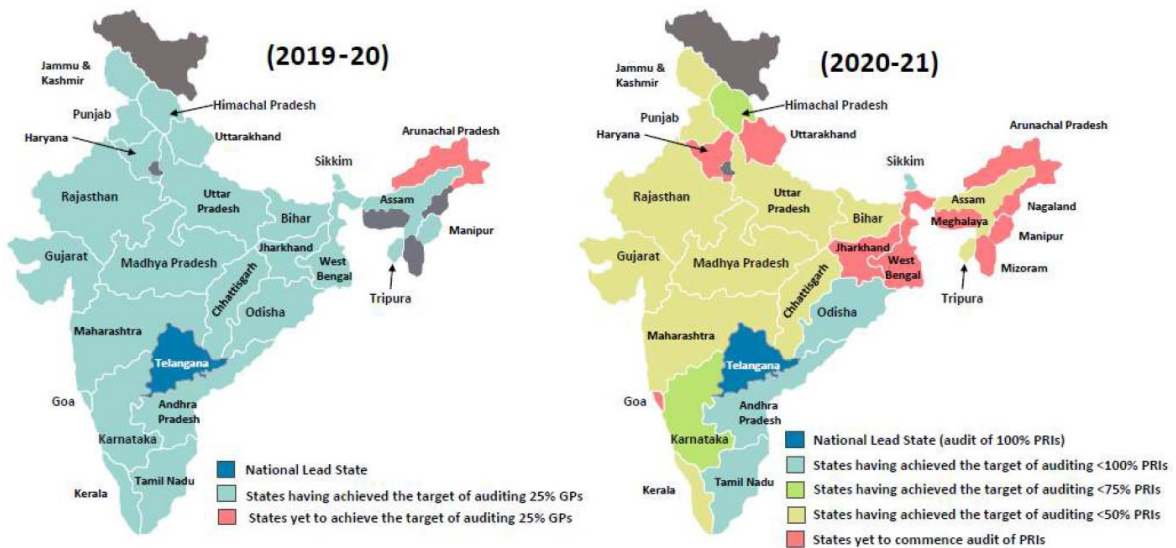 (2019-20)
Jammu &
Kashmir
Himachal Pradesh
Punjab
Haryana
Uttarakhand
Arunachal Pradesh
Sikkim
Rajasthan
Uttar
Pradesh
Assam
Bihar
Manipur
Gujarat
Madhya Pradesh
Jharkhand
West
Bengal
Chhattisgarh
Tripura
Odisha
Maharashtra
Telangana
Goa
Andhra
Pradesh
Karnataka
Kerala
Tamil Nadu
National Lead State
States having achieved the target of auditing 25% GPs
States yet to achieve the target of auditing 25% GPs
(2020-21)
Jammu &
Kashmir
Himachal Pradesh
Punjab
Haryana
Uttarakhand
Arunachal Pradesh
Sikkim
Rajasthan
Uttar
Pradesh
Assam
Nagaland
Bihar
Meghalaya
Manipur
Gujarat
Madhya Pradesh
Jharkhand
West
Bengal
Mizoram
Chhattisgarh
Tripura
Odisha
Maharashtra
Telangana
Goa
Andhra
Pradesh
Karnataka
Kerala
Tamil Nadu
National Lead State (audit of 100% PRIs)
States having achieved the target of auditing <100% PRIs
States having achieved the target of auditing <75% PRIs
States having achieved the target of auditing <50% PRIs
States yet to commence audit of PRIs